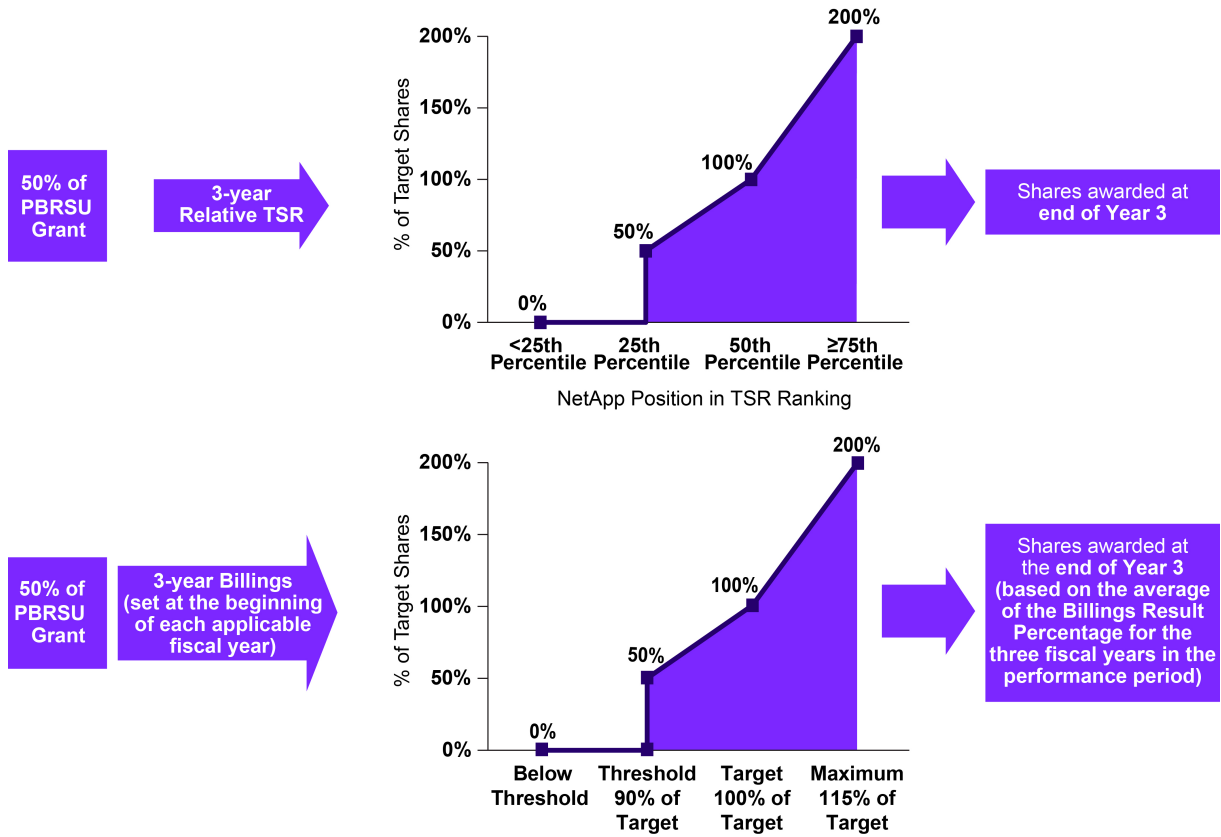 50% of
PBRSU
Grant
3-year
Relative TSR
% of Target Shares
200%
150%
100%
50%
0%
0%
50%
100%
200%
<25th
Percentile
25th
Percentile
50th
Percentile
≥75th
Percentile
NetApp Position in TSR Ranking
Shares awarded at
end of Year 3
50% of
PBRSU
Grant
3-year Billings
(set at the beginning
of each applicable
fiscal year)
% of Target Shares
200%
150%
100%
50%
0%
0%
50%
100%
200%
Below
Threshold
Threshold
90% of
Target
Target
100% of
Target
Maximum
115% of
Target
Shares awarded at
the end of Year 3
(based on the average
of the Billings Result
Percentage for the
three fiscal years in the
performance period)